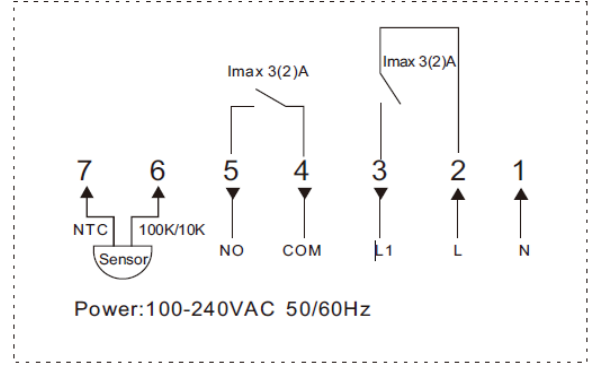 Imax 3(2)A
Imax 3(2)A
7 6 5 4 3 2 1
NTC 100K/10K
Sensor
NO COM L1 L N
Power:100-240VAC 50/60Hz